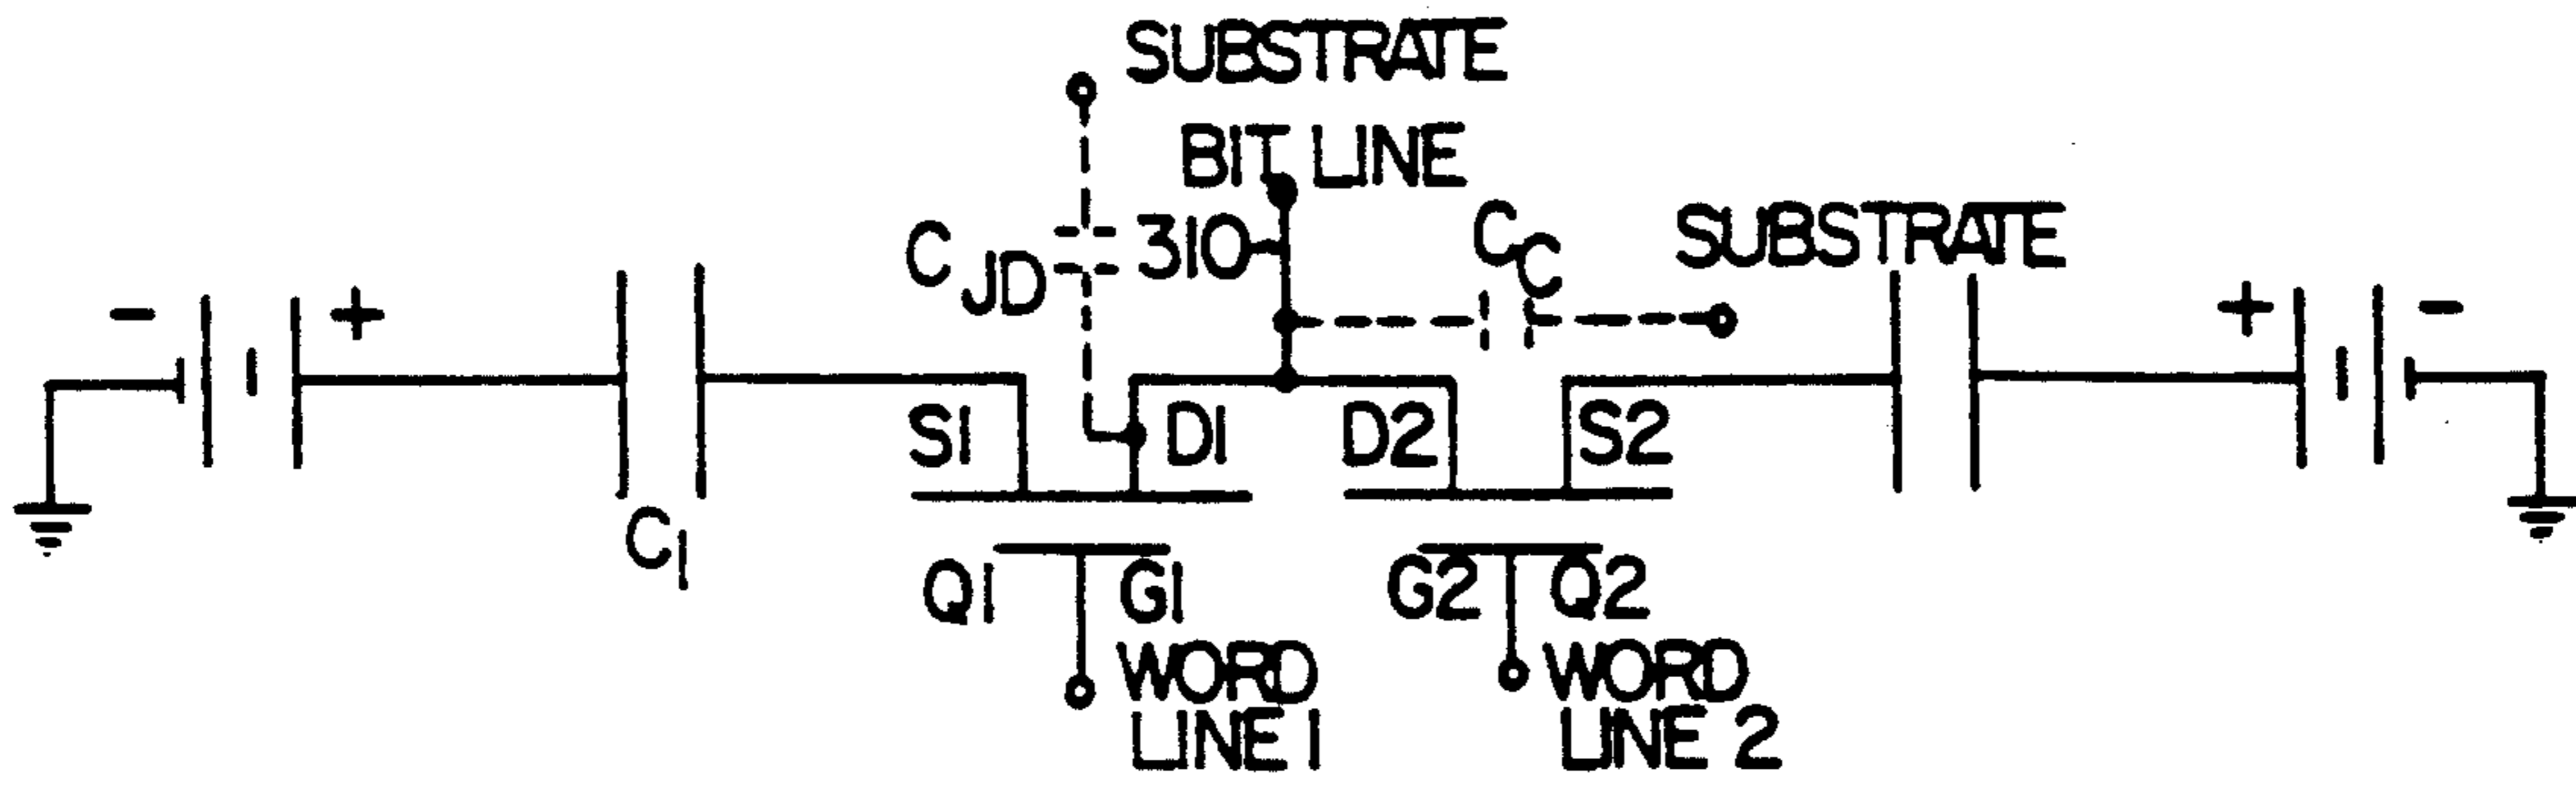 SUBSTRATE
BIT LINE
C JD
310
C C
SUBSTRATE
-
+
+
-
S1
D1
D2
S2
C1
Q1
G1
G2
Q2
WORD
LINE 1
WORD
LINE 2